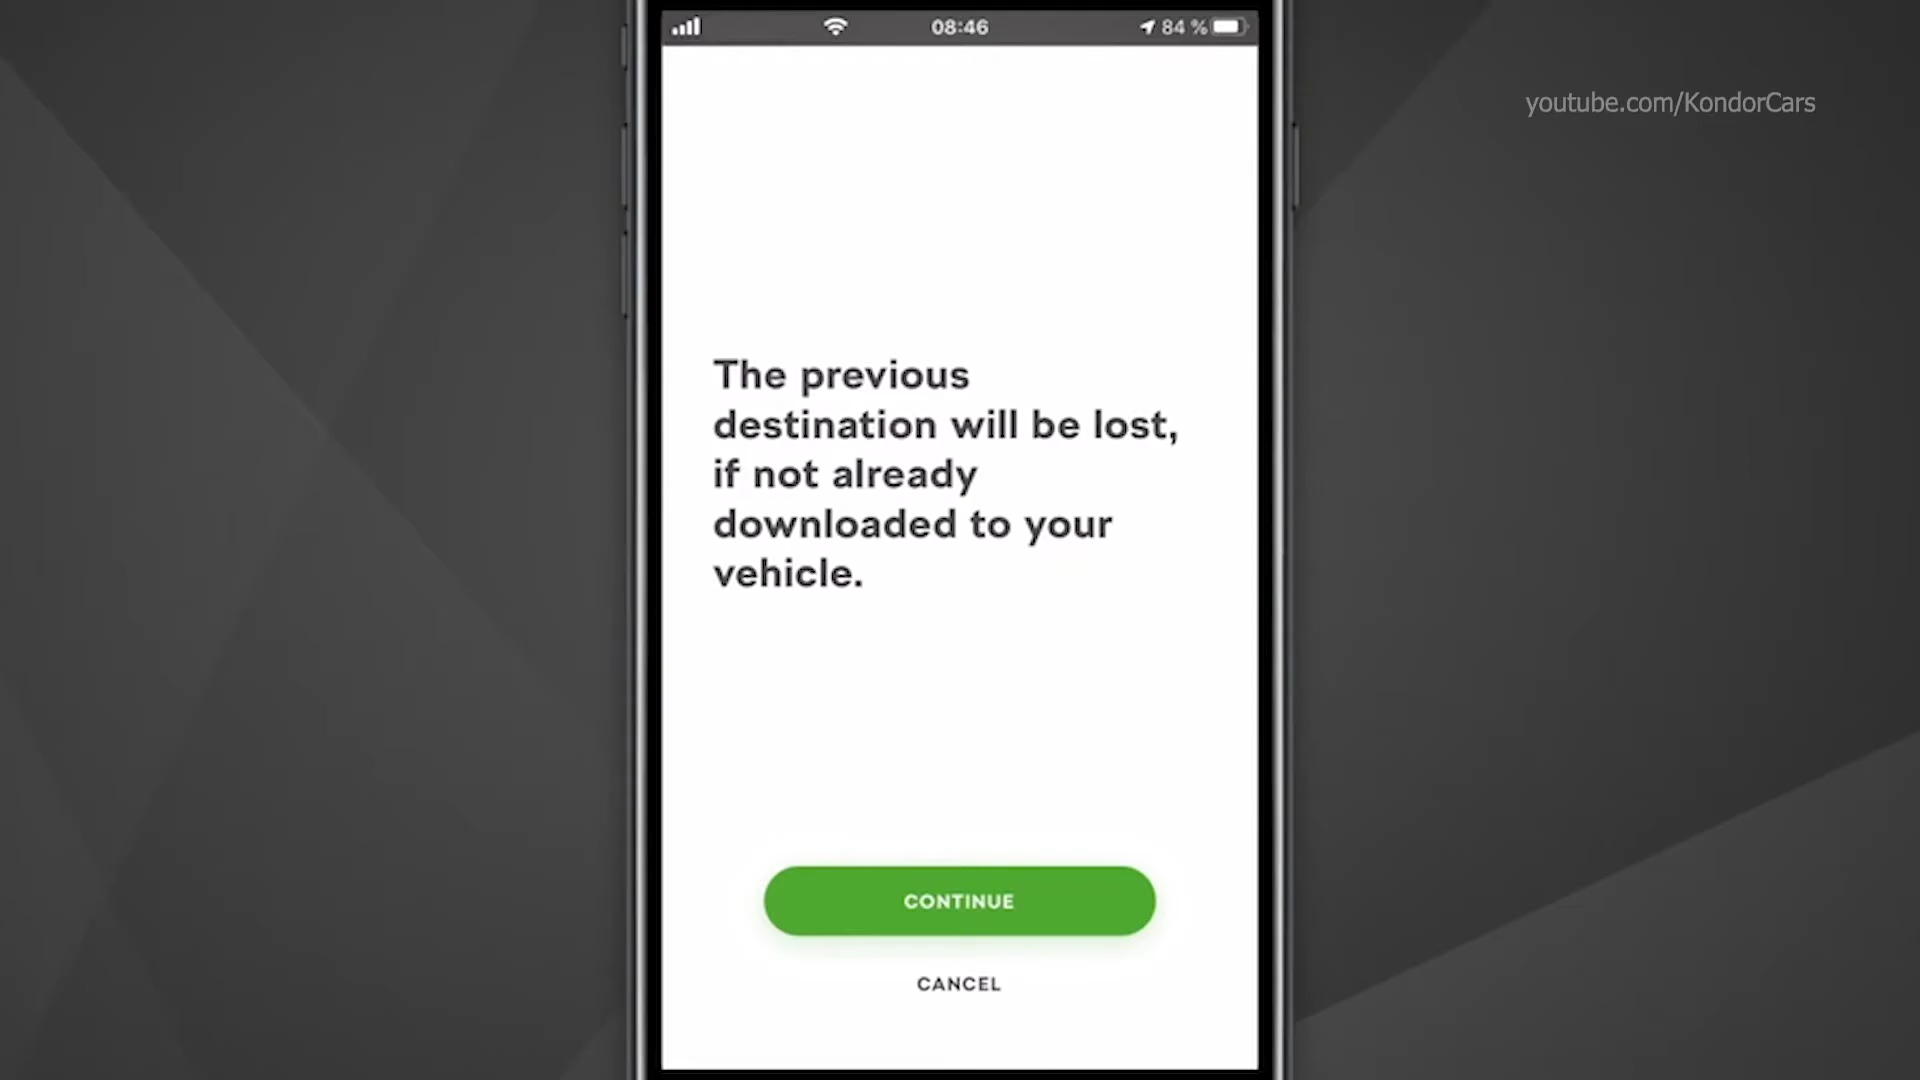 08:46
84 %
youtube.com/KondorCars
The previous
destination will be lost,
if not already
downloaded to your
vehicle.
CONTINUE
CANCEL